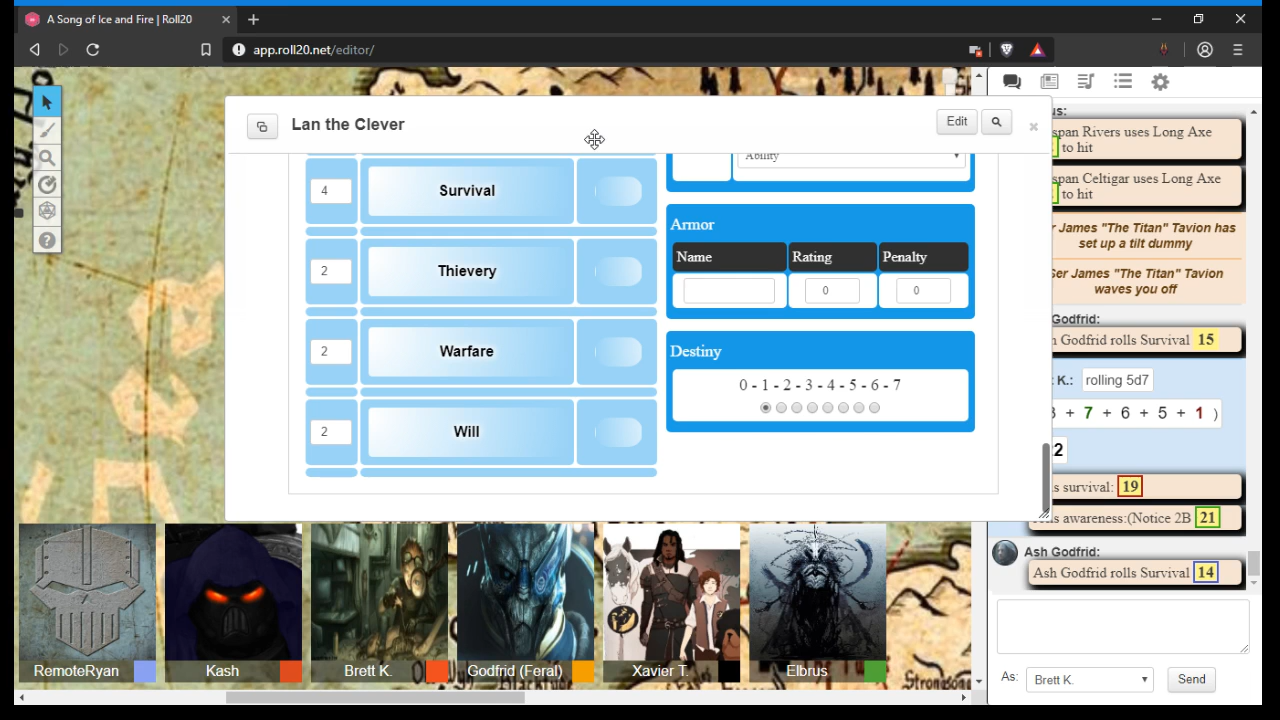 A Song of Ice and Fire | Roll20
app.roll20.net/editor/
Lan the Clever
Edit
Ability
4 Survival
2 Thievery
2 Warfare
2 Will
Armor
Name Rating Penalty
0 0
Destiny
0 - 1 - 2 - 3 - 4 - 5 - 6 - 7
span Rivers uses Long Axe
to hit
span Celtigar uses Long Axe
to hit
r James "The Titan" Tavion has
set up a tilt dummy
Ser James "The Titan" Tavion
waves you off
Godfrid:
Godfrid rolls Survival 15
K.: rolling 5d7
+ 7 + 6 + 5 + 1 )
survival: 19
awareness:(Notice 2B 21
Ash Godfrid:
Ash Godfrid rolls Survival 14
RemoteRyan
Kash
Brett K.
Godfrid (Feral)
Xavier T.
Elbrus
As: Brett K. Send